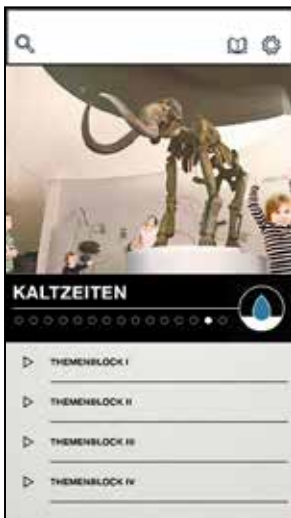 KALTZEITEN
THEMENBLOCK I
THEMENBLOCK II
THEMENBLOCK III
THEMENBLOCK IV